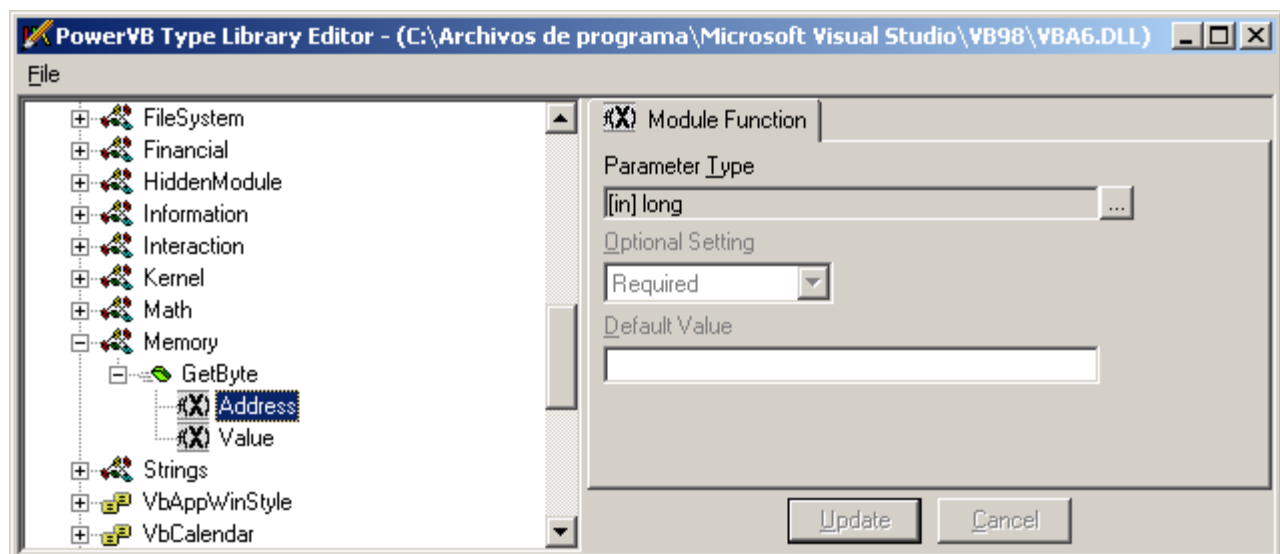 PowerVB Type Library Editor - (C:\Archivos de programa\Microsoft Visual Studio\VB98\VBA6.DLL)
File
FileSystem
Financial
HiddenModule
Information
Interaction
Kernel
Math
Memory
GetByte
f(X) Address
f(X) Value
Strings
VbAppWinStyle
VbCalendar
f(X) Module Function
Parameter Type
[in] long
...
Optional Setting
Required
Default Value
Update Cancel